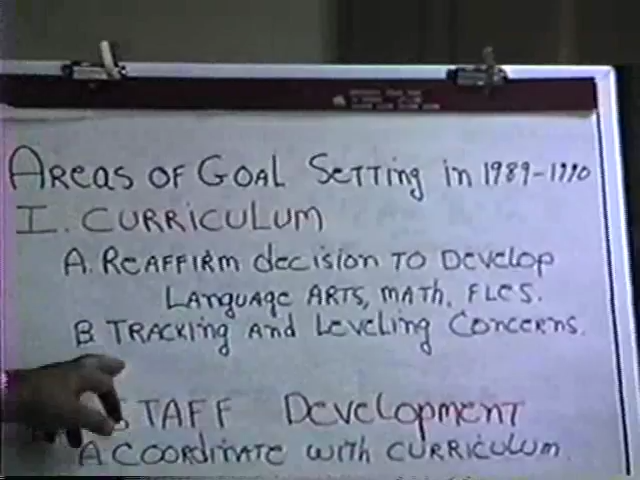 Areas of Goal Setting in 1989-1990
I. Curriculum
A. Reaffirm decision to Develop
Language Arts, Math, FLES.
B. Tracking and Leveling Concerns.
Staff Development
A Coordinate with curriculum.